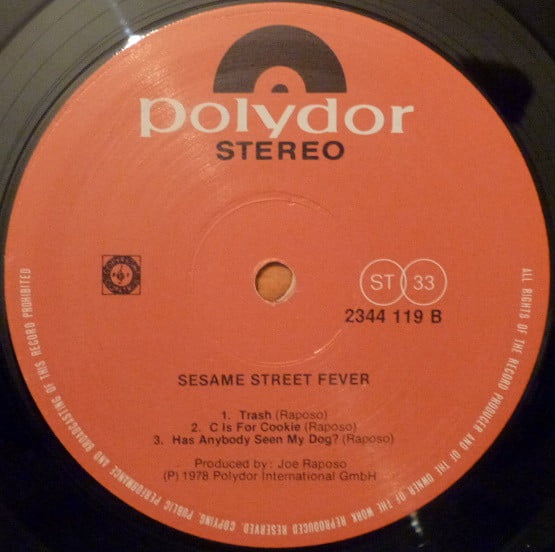 polydor
STEREO
ST 33
2344 119 B
SESAME STREET FEVER
1. Trash (Raposo)
2. C Is For Cookie (Raposo)
3. Has Anybody Seen My Dog? (Raposo)
Produced by: Joe Raposo
(P) 1978 Polydor International GmbH
ALL RIGHTS OF THE RECORD PRODUCER AND OF THE OWNER OF THE WORK REPRODUCED RESERVED. COPYING, PUBLIC PERFORMANCE AND BROADCASTING OF THIS RECORD PROHIBITED